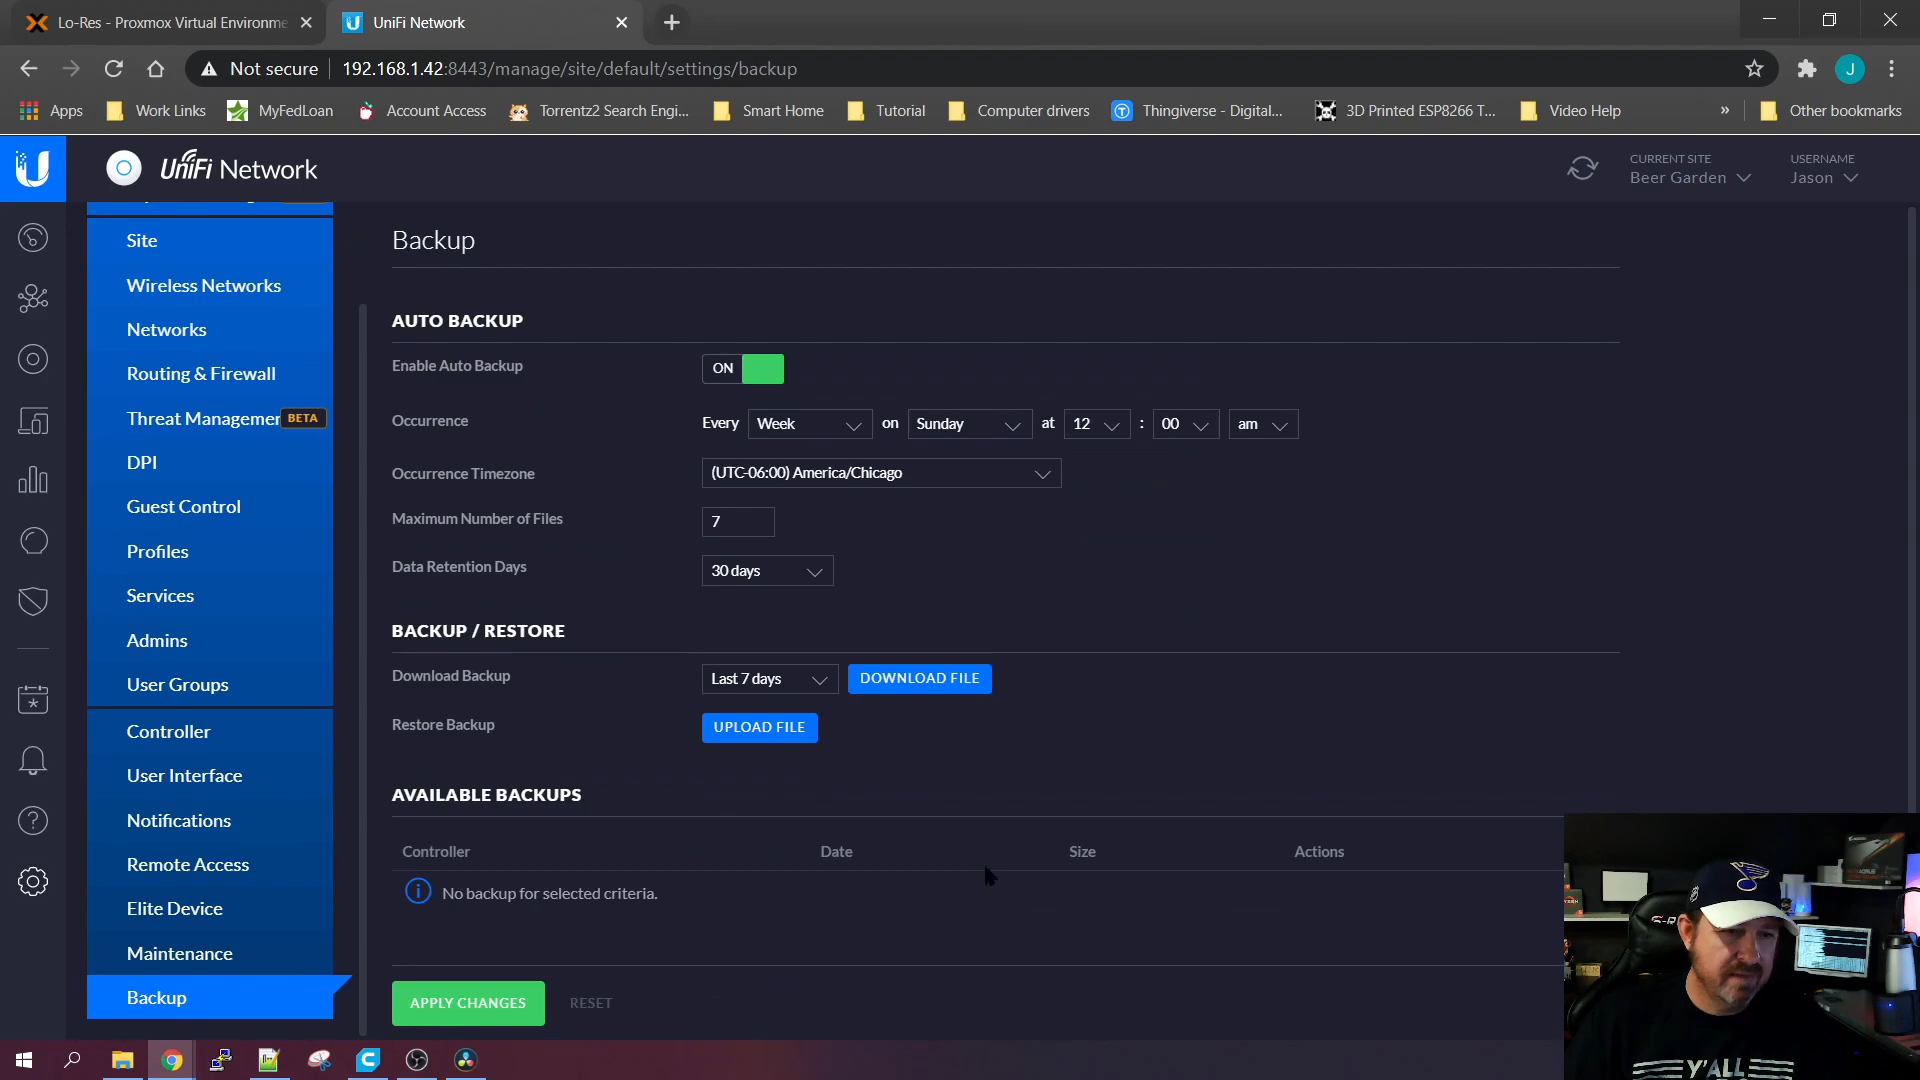 Lo-Res - Proxmox Virtual Environme
UniFi Network
Not secure 192.168.1.42:8443/manage/site/default/settings/backup
J
Apps Work Links MyFedLoan Account Access Torrentz2 Search Engi... Smart Home Tutorial Computer drivers Thingiverse - Digital... 3D Printed ESP8266 T... Video Help » Other bookmarks
UniFi Network
CURRENT SITE
Beer Garden
USERNAME
Jason
Site
Wireless Networks
Networks
Routing & Firewall
Threat Managemen BETA
DPI
Guest Control
Profiles
Services
Admins
User Groups
Controller
User Interface
Notifications
Remote Access
Elite Device
Maintenance
Backup
Backup
AUTO BACKUP
Enable Auto Backup ON
Occurrence Every Week on Sunday at 12 : 00 am
Occurrence Timezone (UTC-06:00) America/Chicago
Maximum Number of Files 7
Data Retention Days 30 days
BACKUP / RESTORE
Download Backup Last 7 days DOWNLOAD FILE
Restore Backup UPLOAD FILE
AVAILABLE BACKUPS
Controller Date Size Actions
No backup for selected criteria.
APPLY CHANGES RESET
Y'ALL